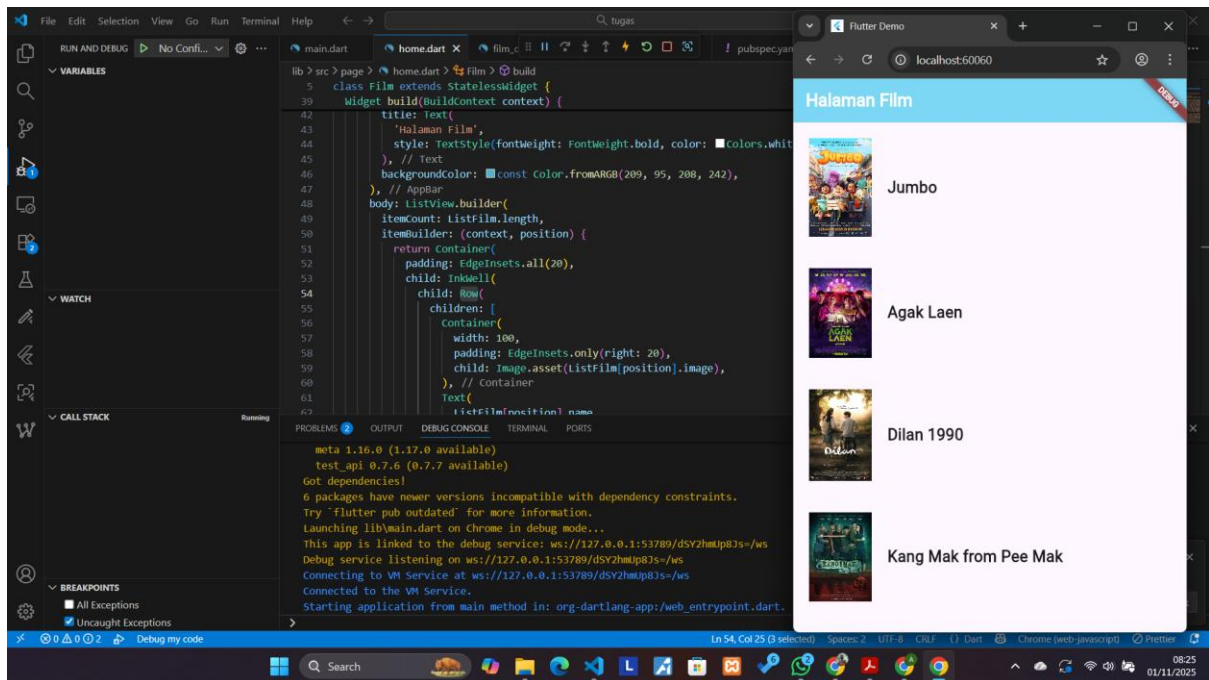 File Edit Selection View Go Run Terminal Help
tugas
RUN AND DEBUG No Confi...
VARIABLES
WATCH
CALL STACK Running
BREAKPOINTS
All Exceptions
Uncaught Exceptions
main.dart home.dart film_c pubspec.yan
lib > src > page > home.dart > Film > build
5 class Film extends StatelessWidget {
39 Widget build(BuildContext context) {
42 title: Text(
43 'Halaman Film',
44 style: TextStyle(fontWeight: FontWeight.bold, color: Colors.whit
45 ), // Text
46 backgroundColor: const Color.fromARGB(209, 95, 208, 242),
47 ), // AppBar
48 body: ListView.builder(
49 itemCount: ListFilm.length,
50 itemBuilder: (context, position) {
51 return Container(
52 padding: EdgeInsets.all(20),
53 child: InkWell(
54 child: Row(
55 children: [
56 Container(
57 width: 100,
58 padding: EdgeInsets.only(right: 20),
59 child: Image.asset(ListFilm[position].image),
60 ), // Container
61 Text(
62 ListFilm[position].name
PROBLEMS 2 OUTPUT DEBUG CONSOLE TERMINAL PORTS
meta 1.16.0 (1.17.0 available)
test_api 0.7.6 (0.7.7 available)
Got dependencies!
6 packages have newer versions incompatible with dependency constraints.
Try `flutter pub outdated` for more information.
Launching lib\main.dart on Chrome in debug mode...
This app is linked to the debug service: ws://127.0.0.1:53789/dSY2hmUp8Js=/ws
Debug service listening on ws://127.0.0.1:53789/dSY2hmUp8Js=/ws
Connecting to VM Service at ws://127.0.0.1:53789/dSY2hmUp8Js=/ws
Connected to the VM Service.
Starting application from main method in: org-dartlang-app:/web_entrypoint.dart.
Flutter Demo
localhost:60060
Halaman Film
DEBUG
JUMBO
Jumbo
AGAK LAEN
Agak Laen
Dilan
Dilan 1990
Kang Mak from Pee Mak
0 0 2 Debug my code
Ln 54, Col 25 (3 selected) Spaces: 2 UTF-8 CRLF {} Dart Chrome (web-javascript) Prettier
Search
08:25
01/11/2025